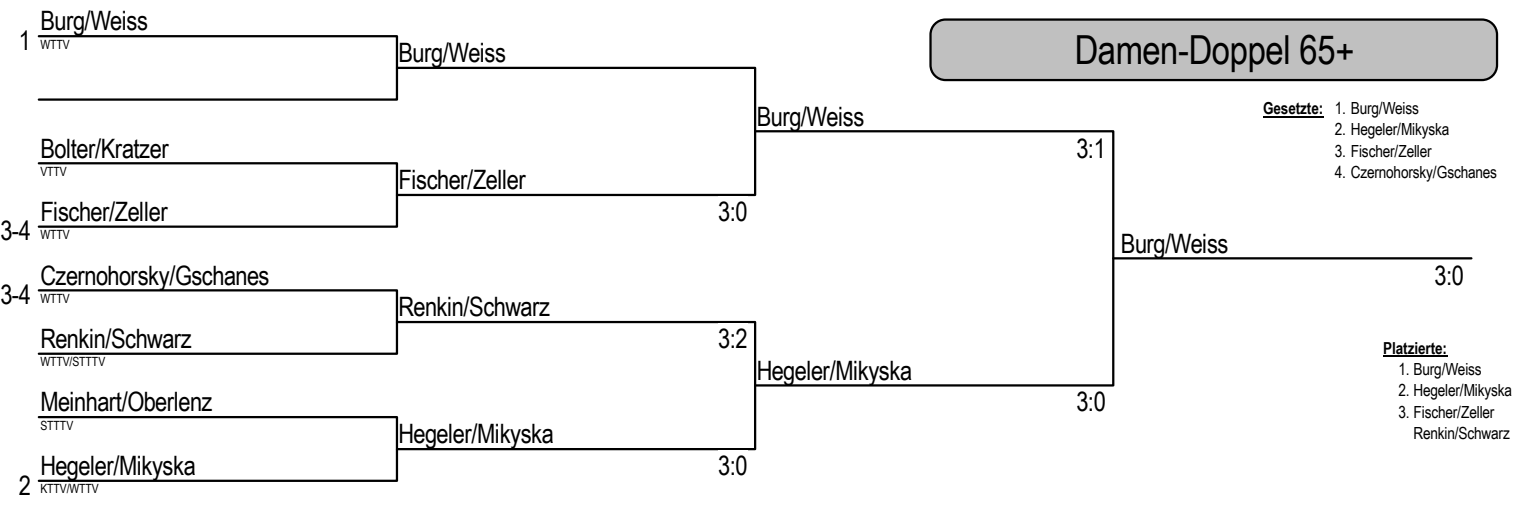 Damen-Doppel 65+
Gesetzte: 1. Burg/Weiss
2. Hegeler/Mikyska
3. Fischer/Zeller
4. Czernohorsky/Gschanes
1 Burg/Weiss
WTTV
Bolter/Kratzer
VTTV
3-4 Fischer/Zeller
WTTV
3-4 Czernohorsky/Gschanes
WTTV
Renkin/Schwarz
WTTV/STTTV
Meinhart/Oberlenz
STTTV
2 Hegeler/Mikyska
KTTV/WTTV
Burg/Weiss
Fischer/Zeller
3:0
Renkin/Schwarz
3:2
Hegeler/Mikyska
3:0
Burg/Weiss
3:1
Hegeler/Mikyska
3:0
Burg/Weiss
3:0
Platzierte:
1. Burg/Weiss
2. Hegeler/Mikyska
3. Fischer/Zeller
Renkin/Schwarz